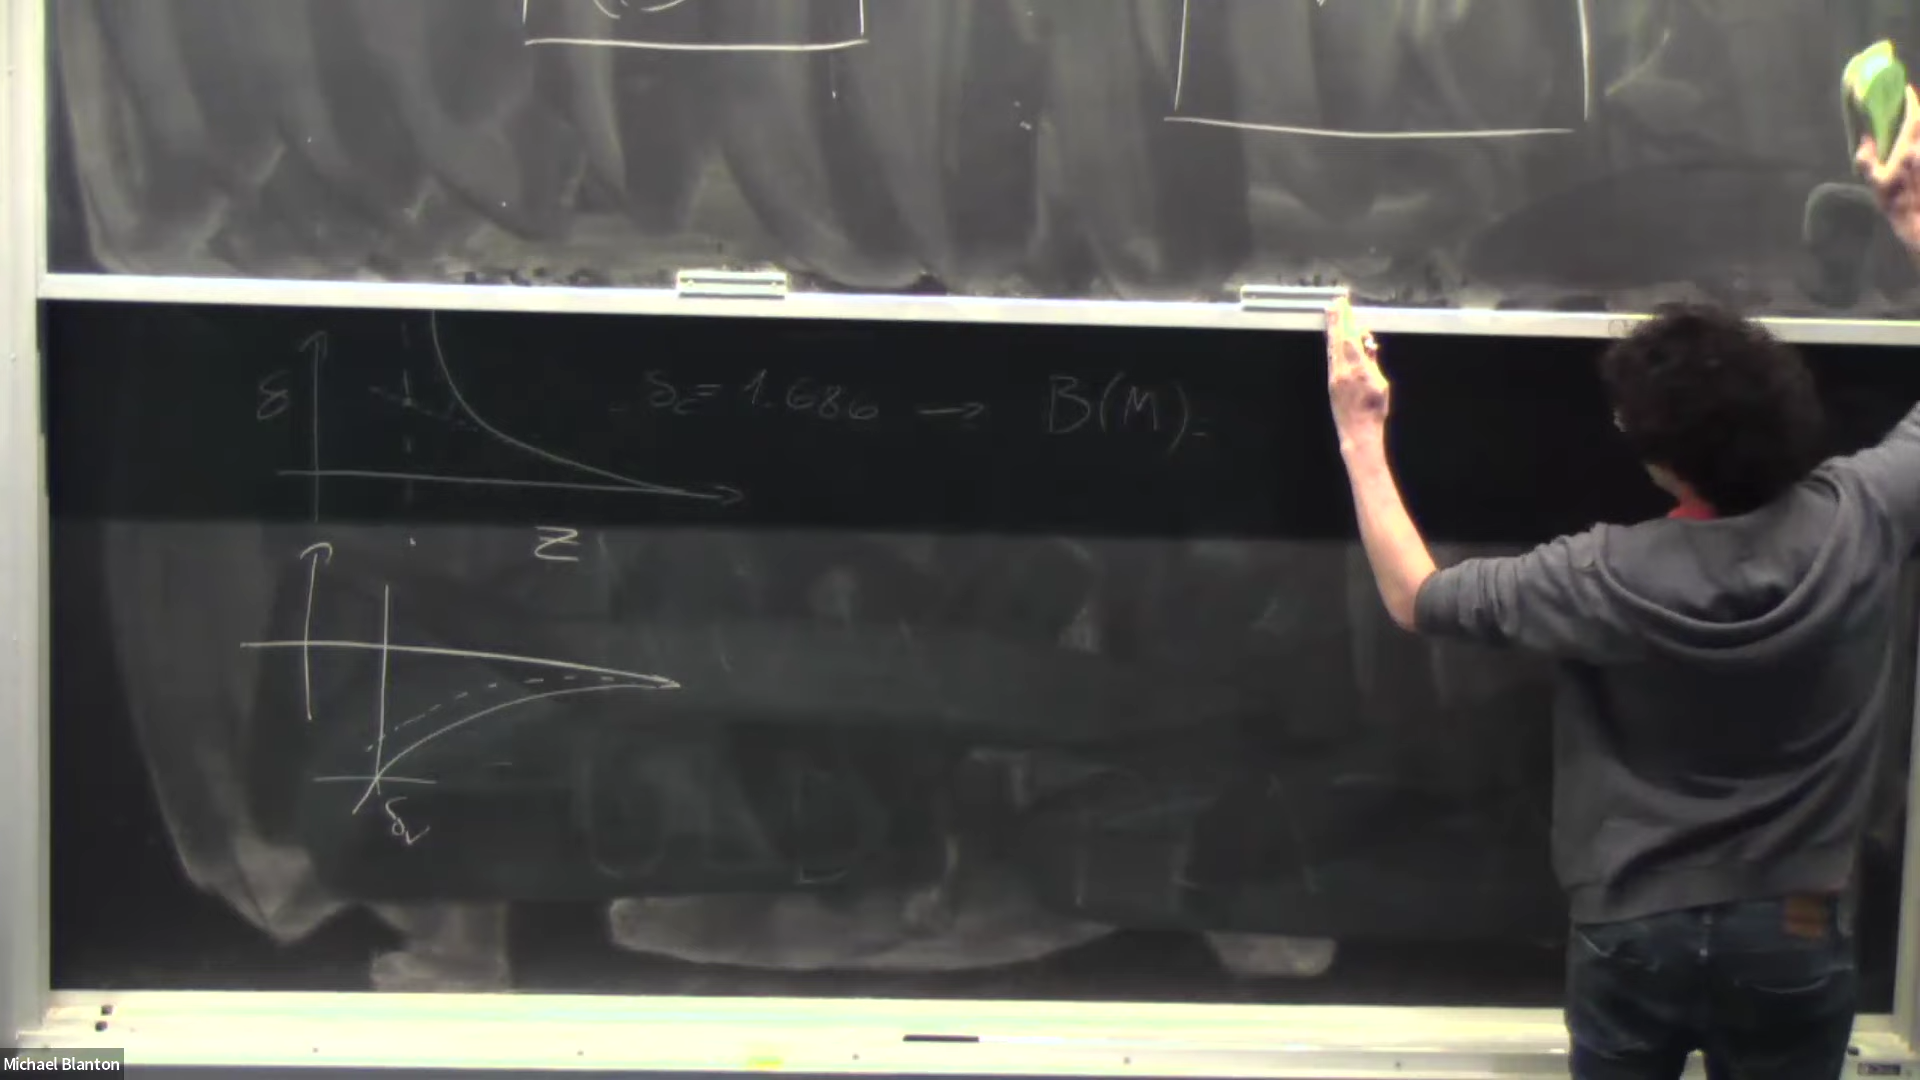 δ
δc = 1.686 → B(M) =
Z
δv
Michael Blanton